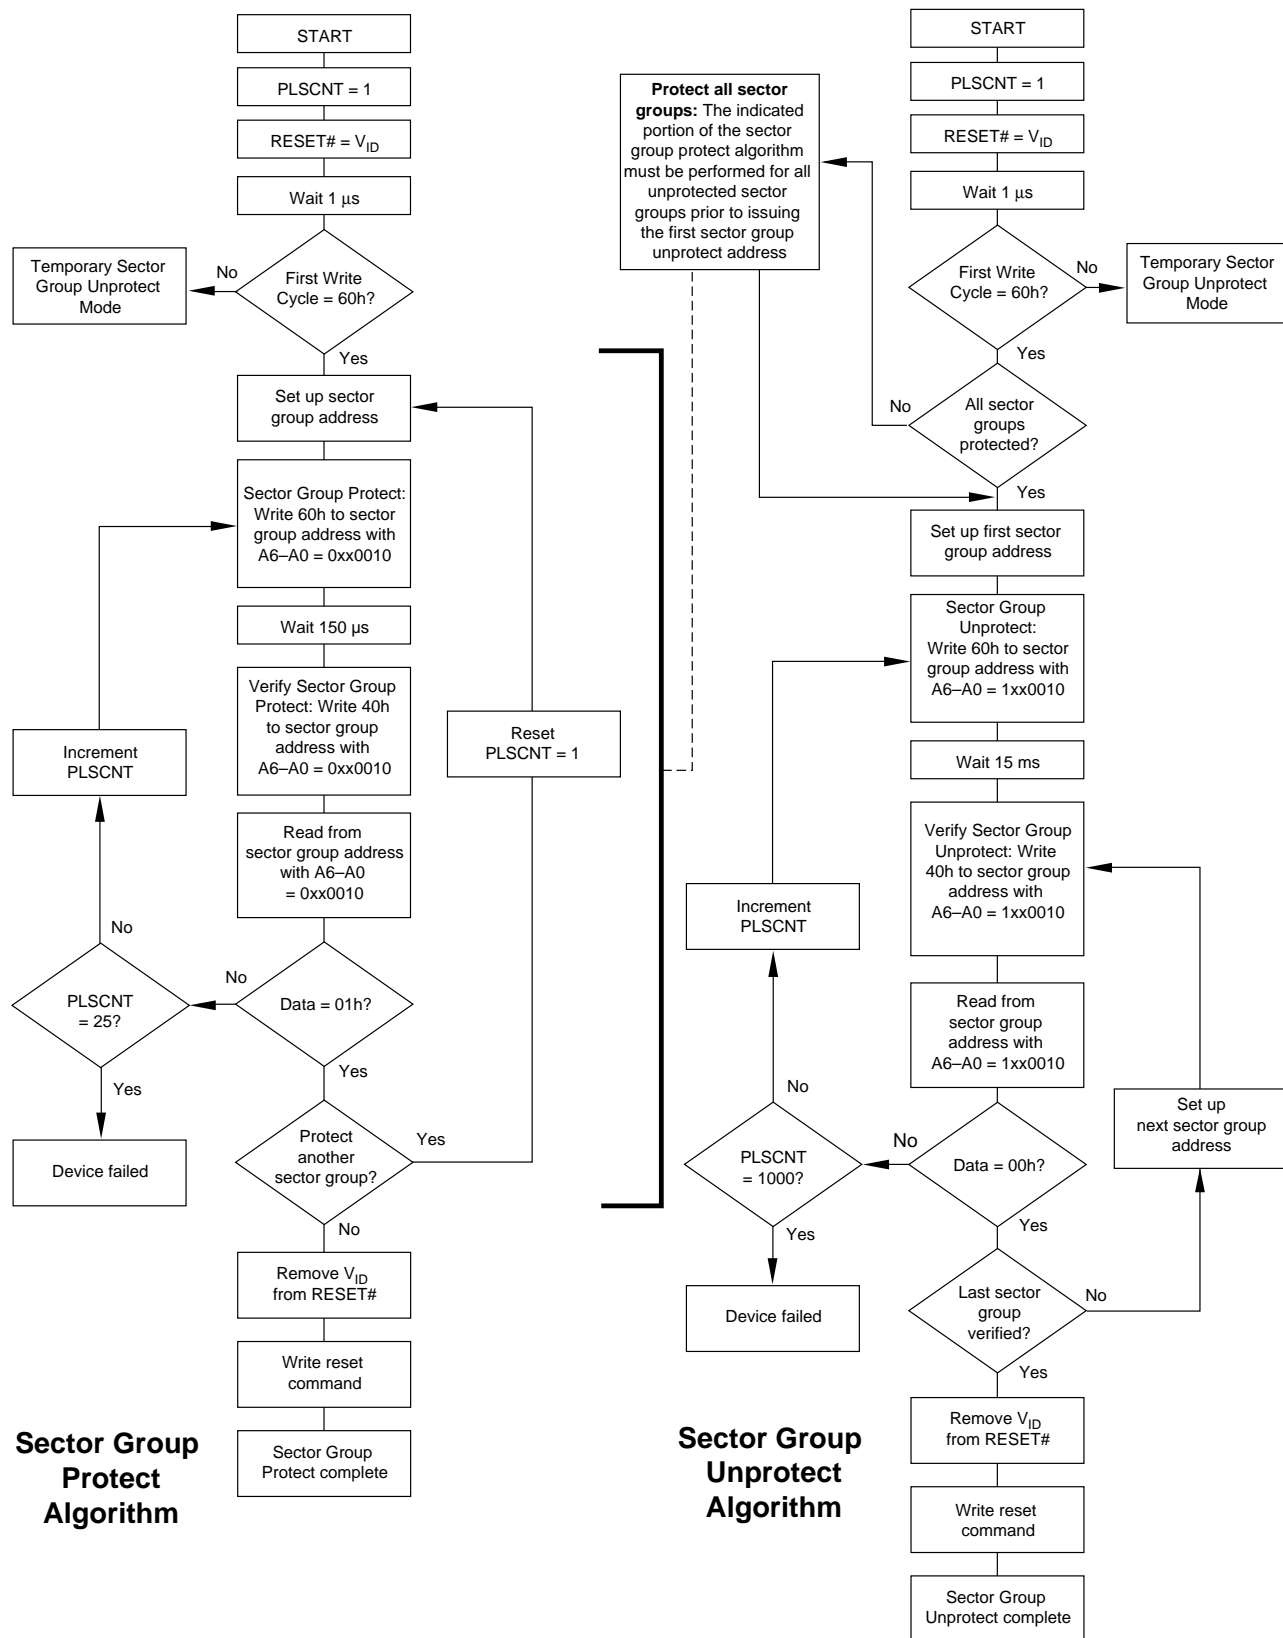 START
PLSCNT = 1
RESET# = VID
Wait 1 μs
First Write
Cycle = 60h?
No
Temporary Sector
Group Unprotect
Mode
Yes
Set up sector
group address
Sector Group Protect:
Write 60h to sector
group address with
A6–A0 = 0xx0010
Wait 150 µs
Verify Sector Group
Protect: Write 40h
to sector group
address with
A6–A0 = 0xx0010
Read from
sector group address
with A6–A0
= 0xx0010
Data = 01h?
No
PLSCNT
= 25?
No
Increment
PLSCNT
Yes
Device failed
Yes
Protect
another
sector group?
Yes
Reset
PLSCNT = 1
No
Remove VID
from RESET#
Write reset
command
Sector Group
Protect complete
Sector Group
Protect
Algorithm
Protect all sector
groups: The indicated
portion of the sector
group protect algorithm
must be performed for all
unprotected sector
groups prior to issuing
the first sector group
unprotect address
START
PLSCNT = 1
RESET# = VID
Wait 1 μs
First Write
Cycle = 60h?
No
Temporary Sector
Group Unprotect
Mode
Yes
All sector
groups
protected?
No
Yes
Set up first sector
group address
Sector Group
Unprotect:
Write 60h to sector
group address with
A6–A0 = 1xx0010
Wait 15 ms
Verify Sector Group
Unprotect: Write
40h to sector group
address with
A6–A0 = 1xx0010
Read from
sector group
address with
A6–A0 = 1xx0010
Data = 00h?
No
PLSCNT
= 1000?
No
Increment
PLSCNT
Yes
Device failed
Yes
Last sector
group
verified?
No
Set up
next sector group
address
Yes
Remove VID
from RESET#
Write reset
command
Sector Group
Unprotect complete
Sector Group
Unprotect
Algorithm